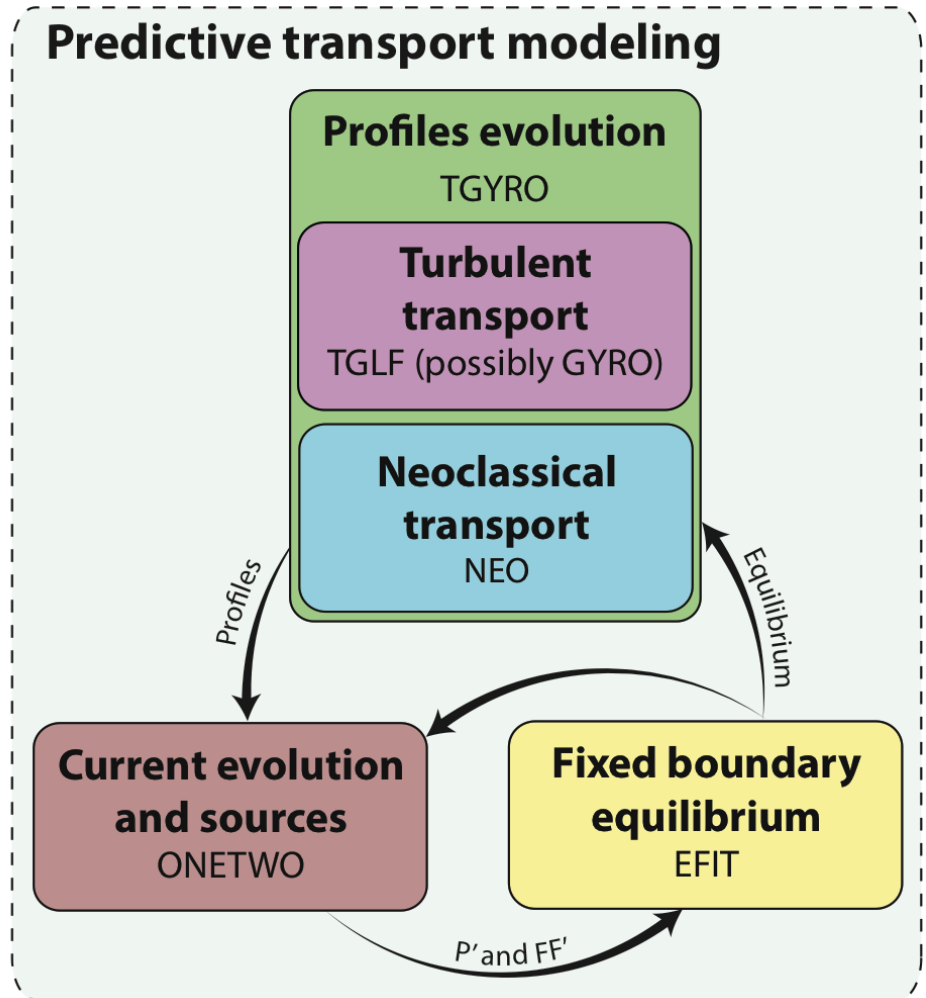 Predictive transport modeling
Profiles evolution
TGYRO
Turbulent
transport
TGLF (possibly GYRO)
Neoclassical
transport
NEO
Profiles
Equilibrium
Current evolution
and sources
ONETWO
Fixed boundary
equilibrium
EFIT
P' and FF'